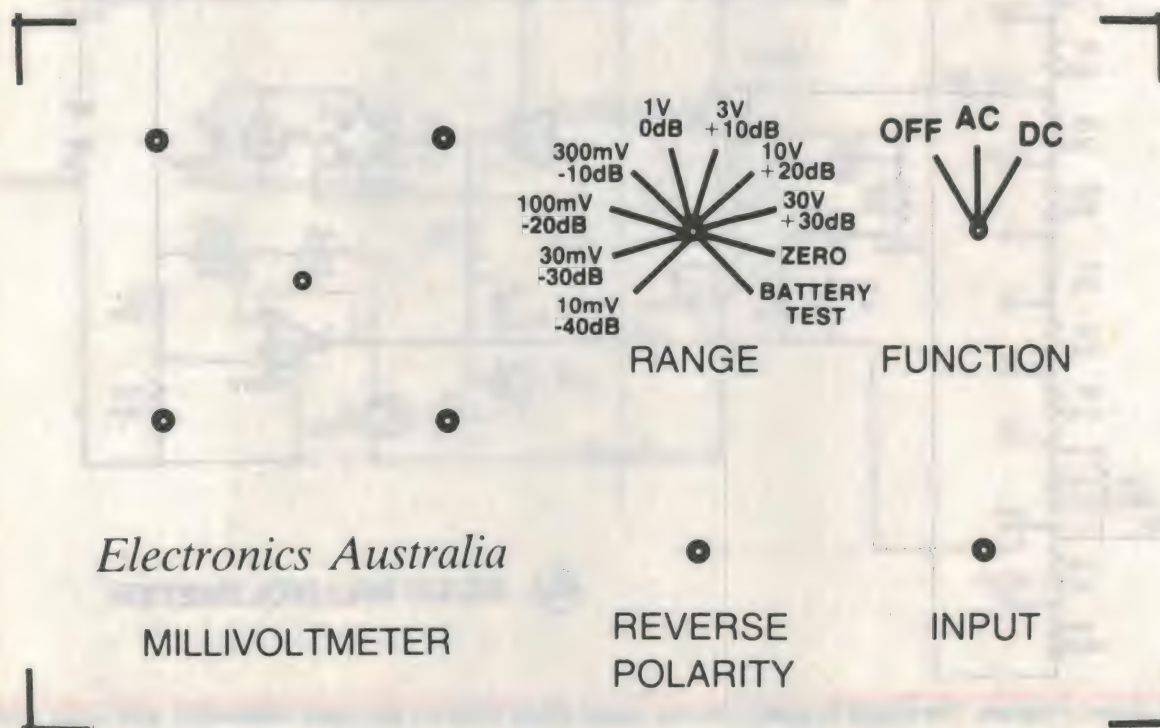 1V
0dB
3V
+10dB
300mV
-10dB
10V
+20dB
100mV
-20dB
30V
+30dB
30mV
-30dB
ZERO
10mV
-40dB
BATTERY
TEST
RANGE
OFF AC DC
FUNCTION
Electronics Australia
MILLIVOLTMETER
REVERSE
POLARITY
INPUT